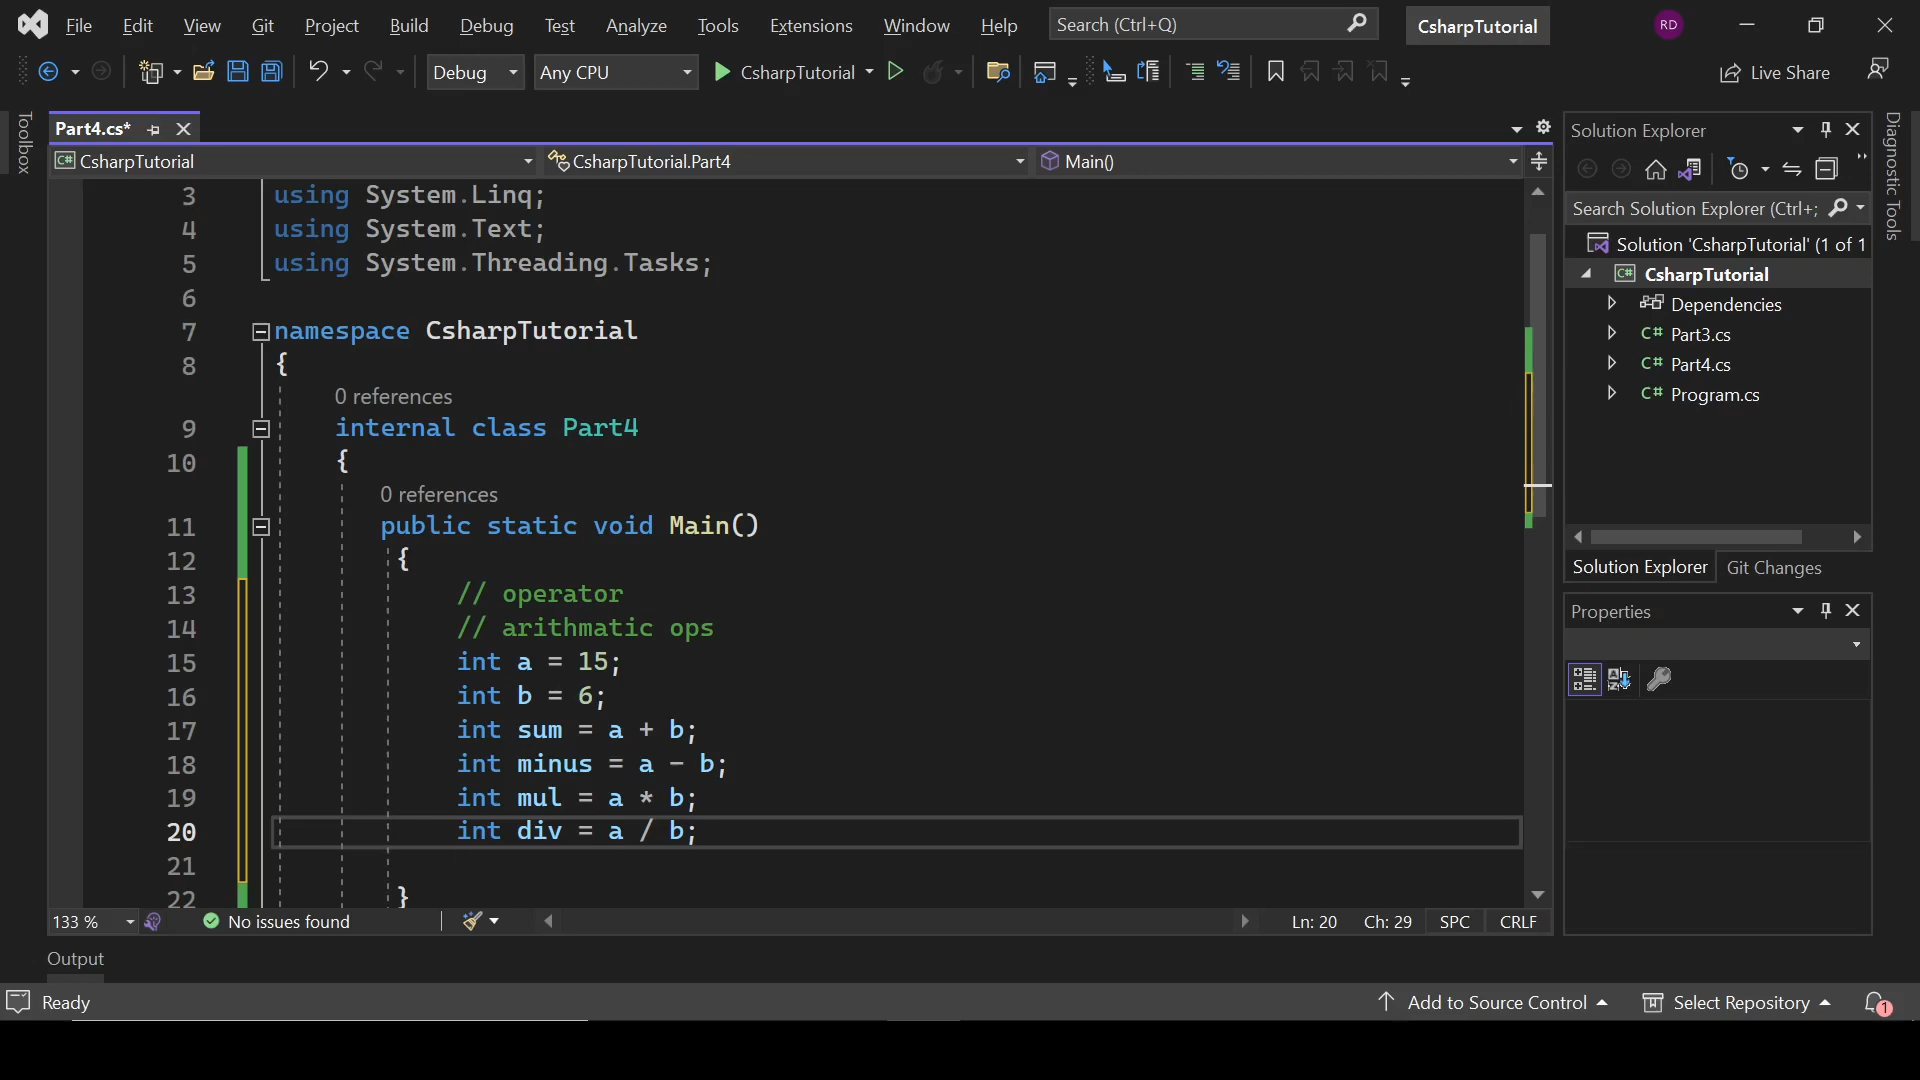 File Edit View Git Project Build Debug Test Analyze Tools Extensions Window Help Search (Ctrl+Q) CsharpTutorial RD
Debug Any CPU CsharpTutorial Live Share
Toolbox
Part4.cs*
CsharpTutorial CsharpTutorial.Part4 Main()
3 using System.Linq;
4 using System.Text;
5 using System.Threading.Tasks;
6
7 namespace CsharpTutorial
8 {
0 references
9 internal class Part4
10 {
0 references
11 public static void Main()
12 {
13 // operator
14 // arithmatic ops
15 int a = 15;
16 int b = 6;
17 int sum = a + b;
18 int minus = a - b;
19 int mul = a * b;
20 int div = a / b;
21
22 }
133 % No issues found Ln: 20 Ch: 29 SPC CRLF
Solution Explorer
Search Solution Explorer (Ctrl+;
Solution 'CsharpTutorial' (1 of 1
C# CsharpTutorial
Dependencies
C# Part3.cs
C# Part4.cs
C# Program.cs
Solution Explorer Git Changes
Properties
Diagnostic Tools
Output
Ready Add to Source Control Select Repository 1